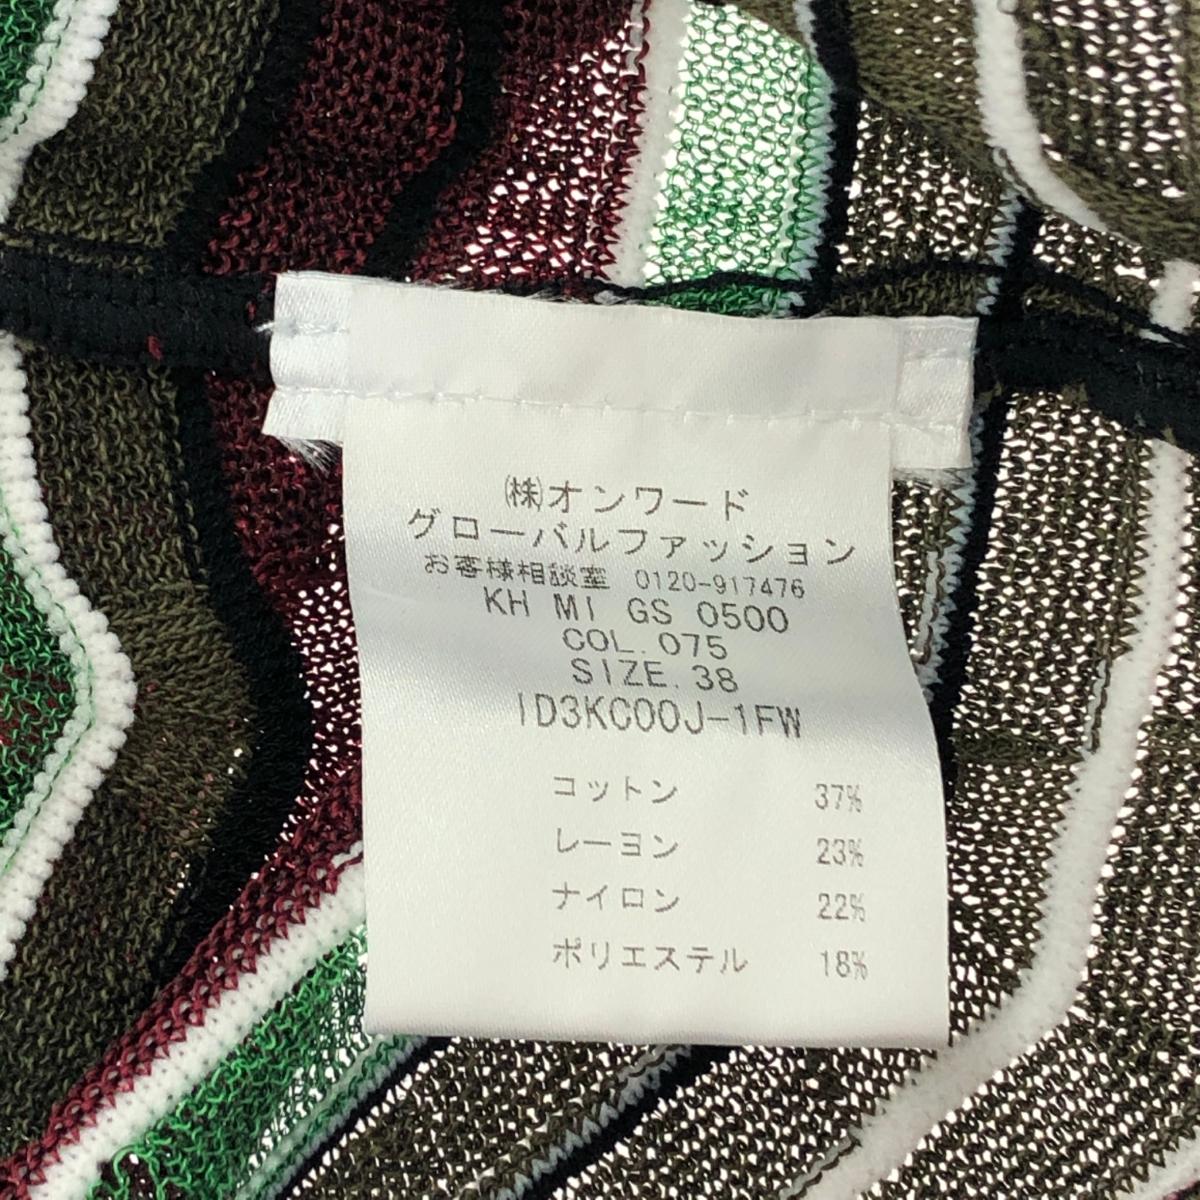 ㈱オンワード
グローバルファッション
お客様相談室 0120-917476
KH MI GS 0500
COL.075
SIZE.38
ID3KC00J-1FW
コットン 37%
レーヨン 23%
ナイロン 22%
ポリエステル 18%